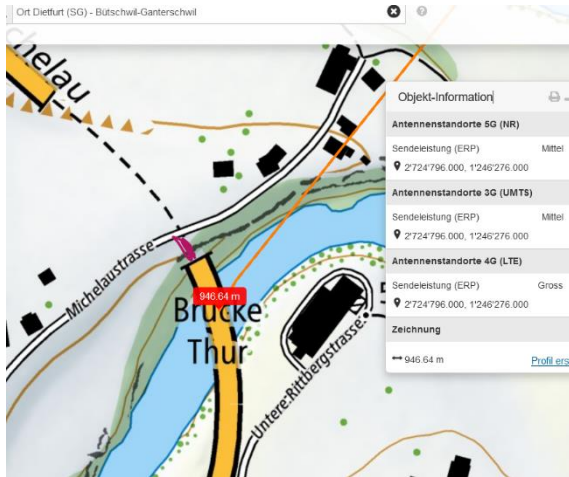 Ort Dietfurt (SG) - Bütschwil-Ganterschwil
Michelau
Objekt-Information
Antennenstandorte 5G (NR)
Sendeleistung (ERP) Mittel
2'724'796.000, 1'246'276.000
Antennenstandorte 3G (UMTS)
Sendeleistung (ERP) Mittel
2'724'796.000, 1'246'276.000
Antennenstandorte 4G (LTE)
Sendeleistung (ERP) Gross
2'724'796.000, 1'246'276.000
Zeichnung
946.64 m
Profil ers
Michelaustrasse
946.64 m
Brücke
Thur
Untere Rittbergstrasse